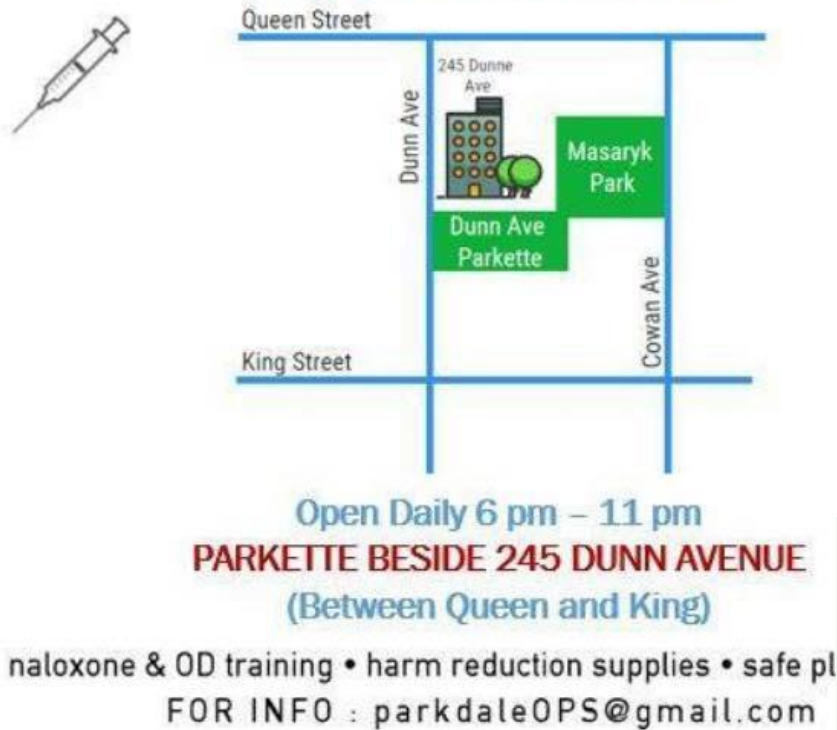 Queen Street
245 Dunne
Ave
Dunn Ave
Masaryk
Park
Dunn Ave
Parkette
Cowan Ave
King Street
Open Daily 6 pm – 11 pm
PARKETTE BESIDE 245 DUNN AVENUE
(Between Queen and King)
naloxone & OD training • harm reduction supplies • safe
FOR INFO : parkdaleOPS@gmail.com